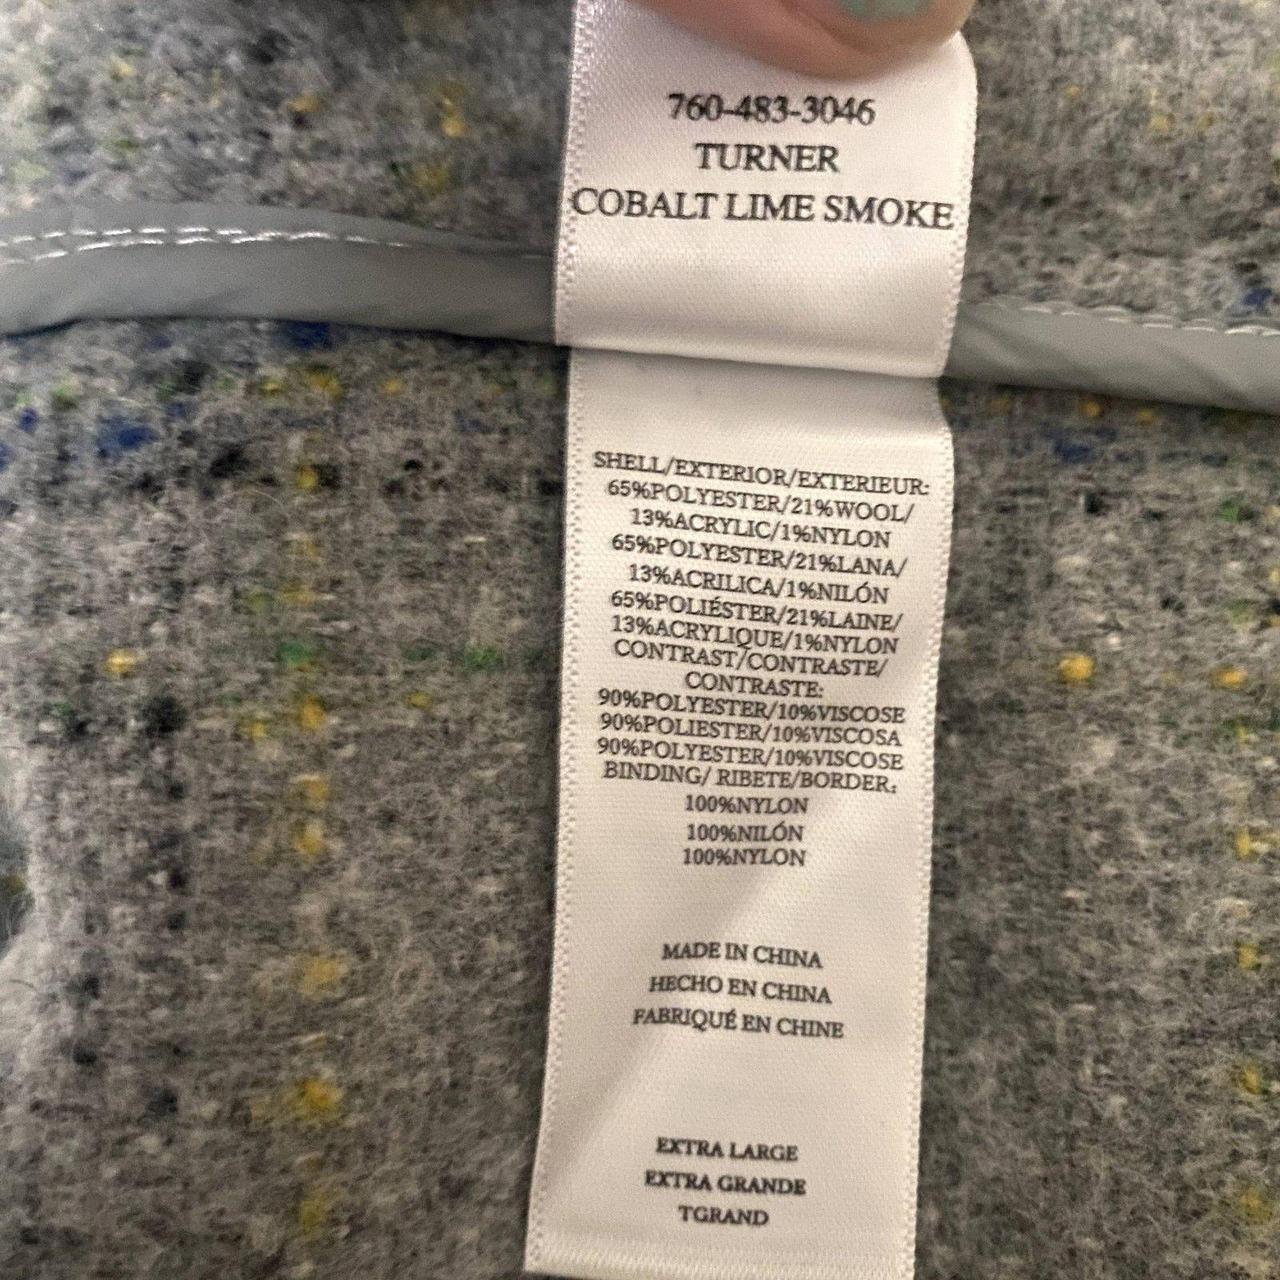 760-483-3046
TURNER
COBALT LIME SMOKE
SHELL/EXTERIOR/EXTERIEUR:
65%POLYESTER/21%WOOL/
13%ACRYLIC/1%NYLON
65%POLYESTER/21%LANA/
13%ACRILICA/1%NILÓN
65%POLIÉSTER/21%LAINE/
13%ACRYLIQUE/1%NYLON
CONTRAST/CONTRASTE/
CONTRASTE:
90%POLYESTER/10%VISCOSE
90%POLIESTER/10%VISCOSA
90%POLYESTER/10%VISCOSE
BINDING/ RIBETE/BORDER:
100%NYLON
100%NILÓN
100%NYLON
MADE IN CHINA
HECHO EN CHINA
FABRIQUÉ EN CHINE
EXTRA LARGE
EXTRA GRANDE
TGRAND